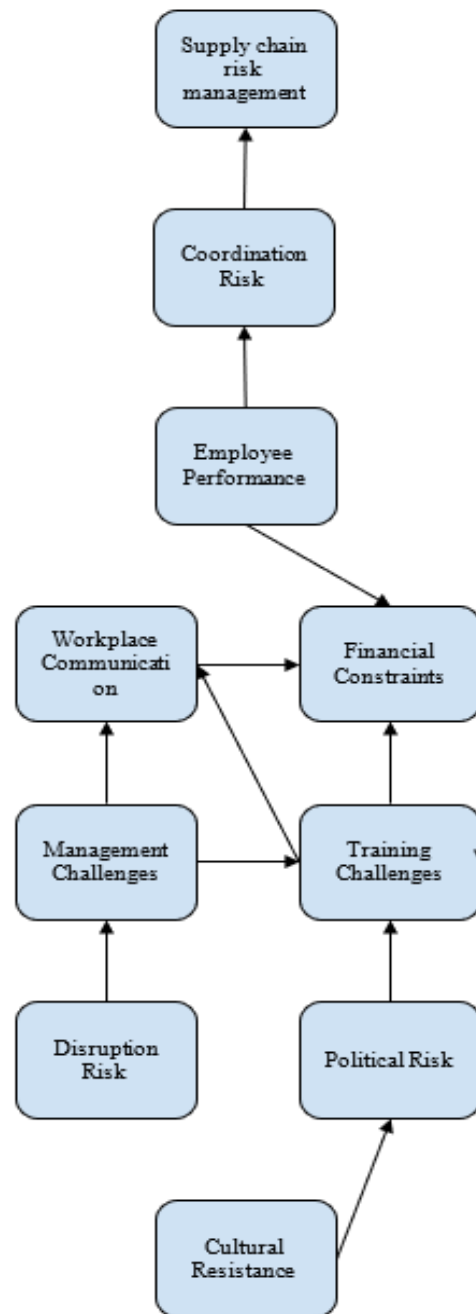 Supply chain
risk
management
Coordination
Risk
Employee
Performance
Workplace
Communicati
on
Financial
Constraints
Management
Challenges
Training
Challenges
Disruption
Risk
Political Risk
Cultural
Resistance